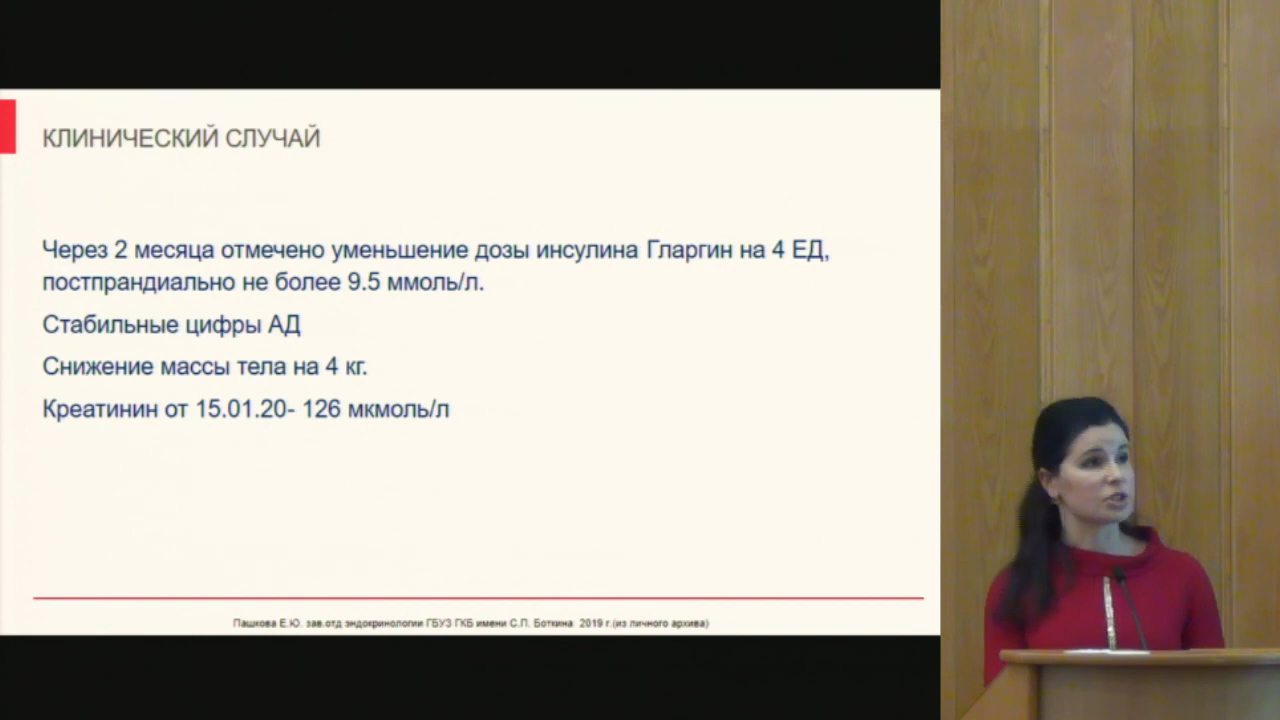 КЛИНИЧЕСКИЙ СЛУЧАЙ
Через 2 месяца отмечено уменьшение дозы инсулина Гларгин на 4 ЕД,
постпрандиально не более 9.5 ммоль/л.
Стабильные цифры АД
Снижение массы тела на 4 кг.
Креатинин от 15.01.20- 126 мкмоль/л
Пашкова Е.Ю. зав.отд эндокринологии ГБУЗ ГКБ имени С.П. Боткина 2019 г.(из личного архива)